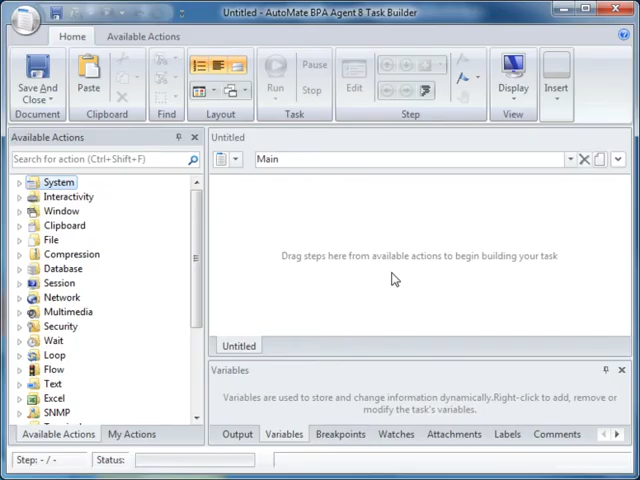 Untitled - AutoMate BPA Agent 8 Task Builder
Home
Available Actions
Save And
Close
Paste
Run
Pause
Stop
Edit
Display
Insert
Document
Clipboard
Find
Layout
Task
Step
View
Available Actions
Search for action (Ctrl+Shift+F)
System
Interactivity
Window
Clipboard
File
Compression
Database
Session
Network
Multimedia
Security
Wait
Loop
Flow
Text
Excel
SNMP
Available Actions
My Actions
Untitled
Main
Drag steps here from available actions to begin building your task
Untitled
Variables
Variables are used to store and change information dynamically.Right-click to add, remove or
modify the task's variables.
Output
Variables
Breakpoints
Watches
Attachments
Labels
Comments
Step: - / -
Status: